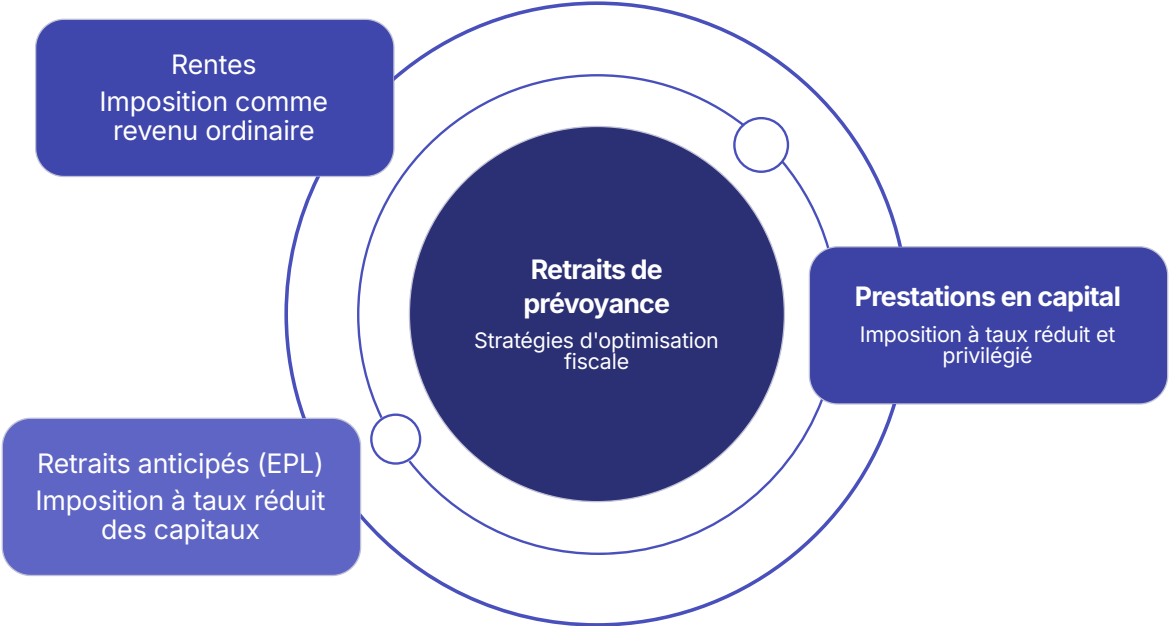 Rentes
Imposition comme
revenu ordinaire
Retraits de
prévoyance
Stratégies d'optimisation
fiscale
Prestations en capital
Imposition à taux réduit et
privilégié
Retraits anticipés (EPL)
Imposition à taux réduit
des capitaux